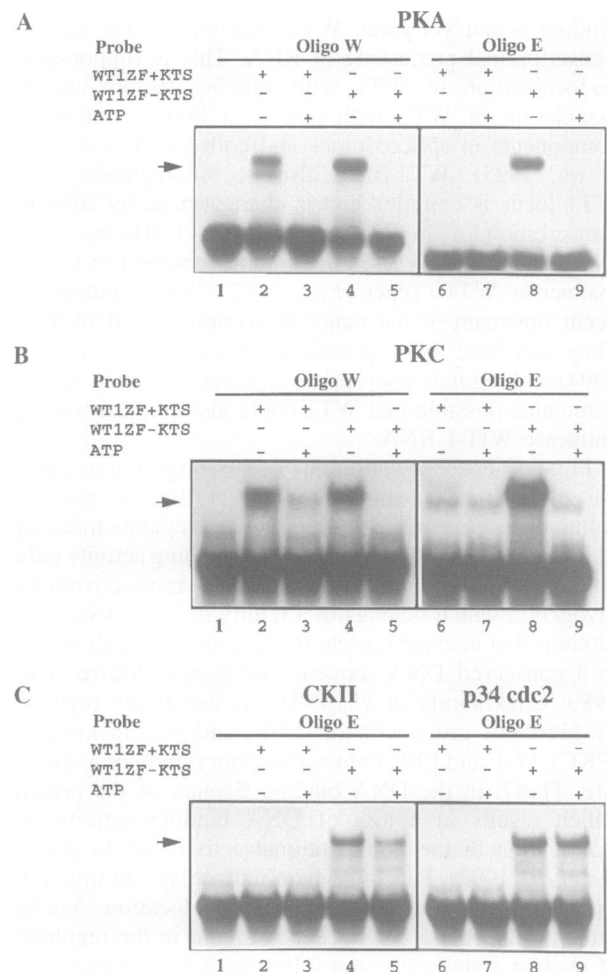 A
PKA
Probe Oligo W Oligo E
WT1ZF+KTS - + + - - + + - -
WT1ZF-KTS - - - + + - - + +
ATP - - + - + - + - +
1 2 3 4 5 6 7 8 9
B
PKC
Probe Oligo W Oligo E
WT1ZF+KTS - + + - - + + - -
WT1ZF-KTS - - - + + - - + +
ATP - - + - + - + - +
1 2 3 4 5 6 7 8 9
C
CKII p34 cdc2
Probe Oligo E Oligo E
WT1ZF+KTS - + + - - + + - -
WT1ZF-KTS - - - + + - - + +
ATP - - + - + - + - +
1 2 3 4 5 6 7 8 9